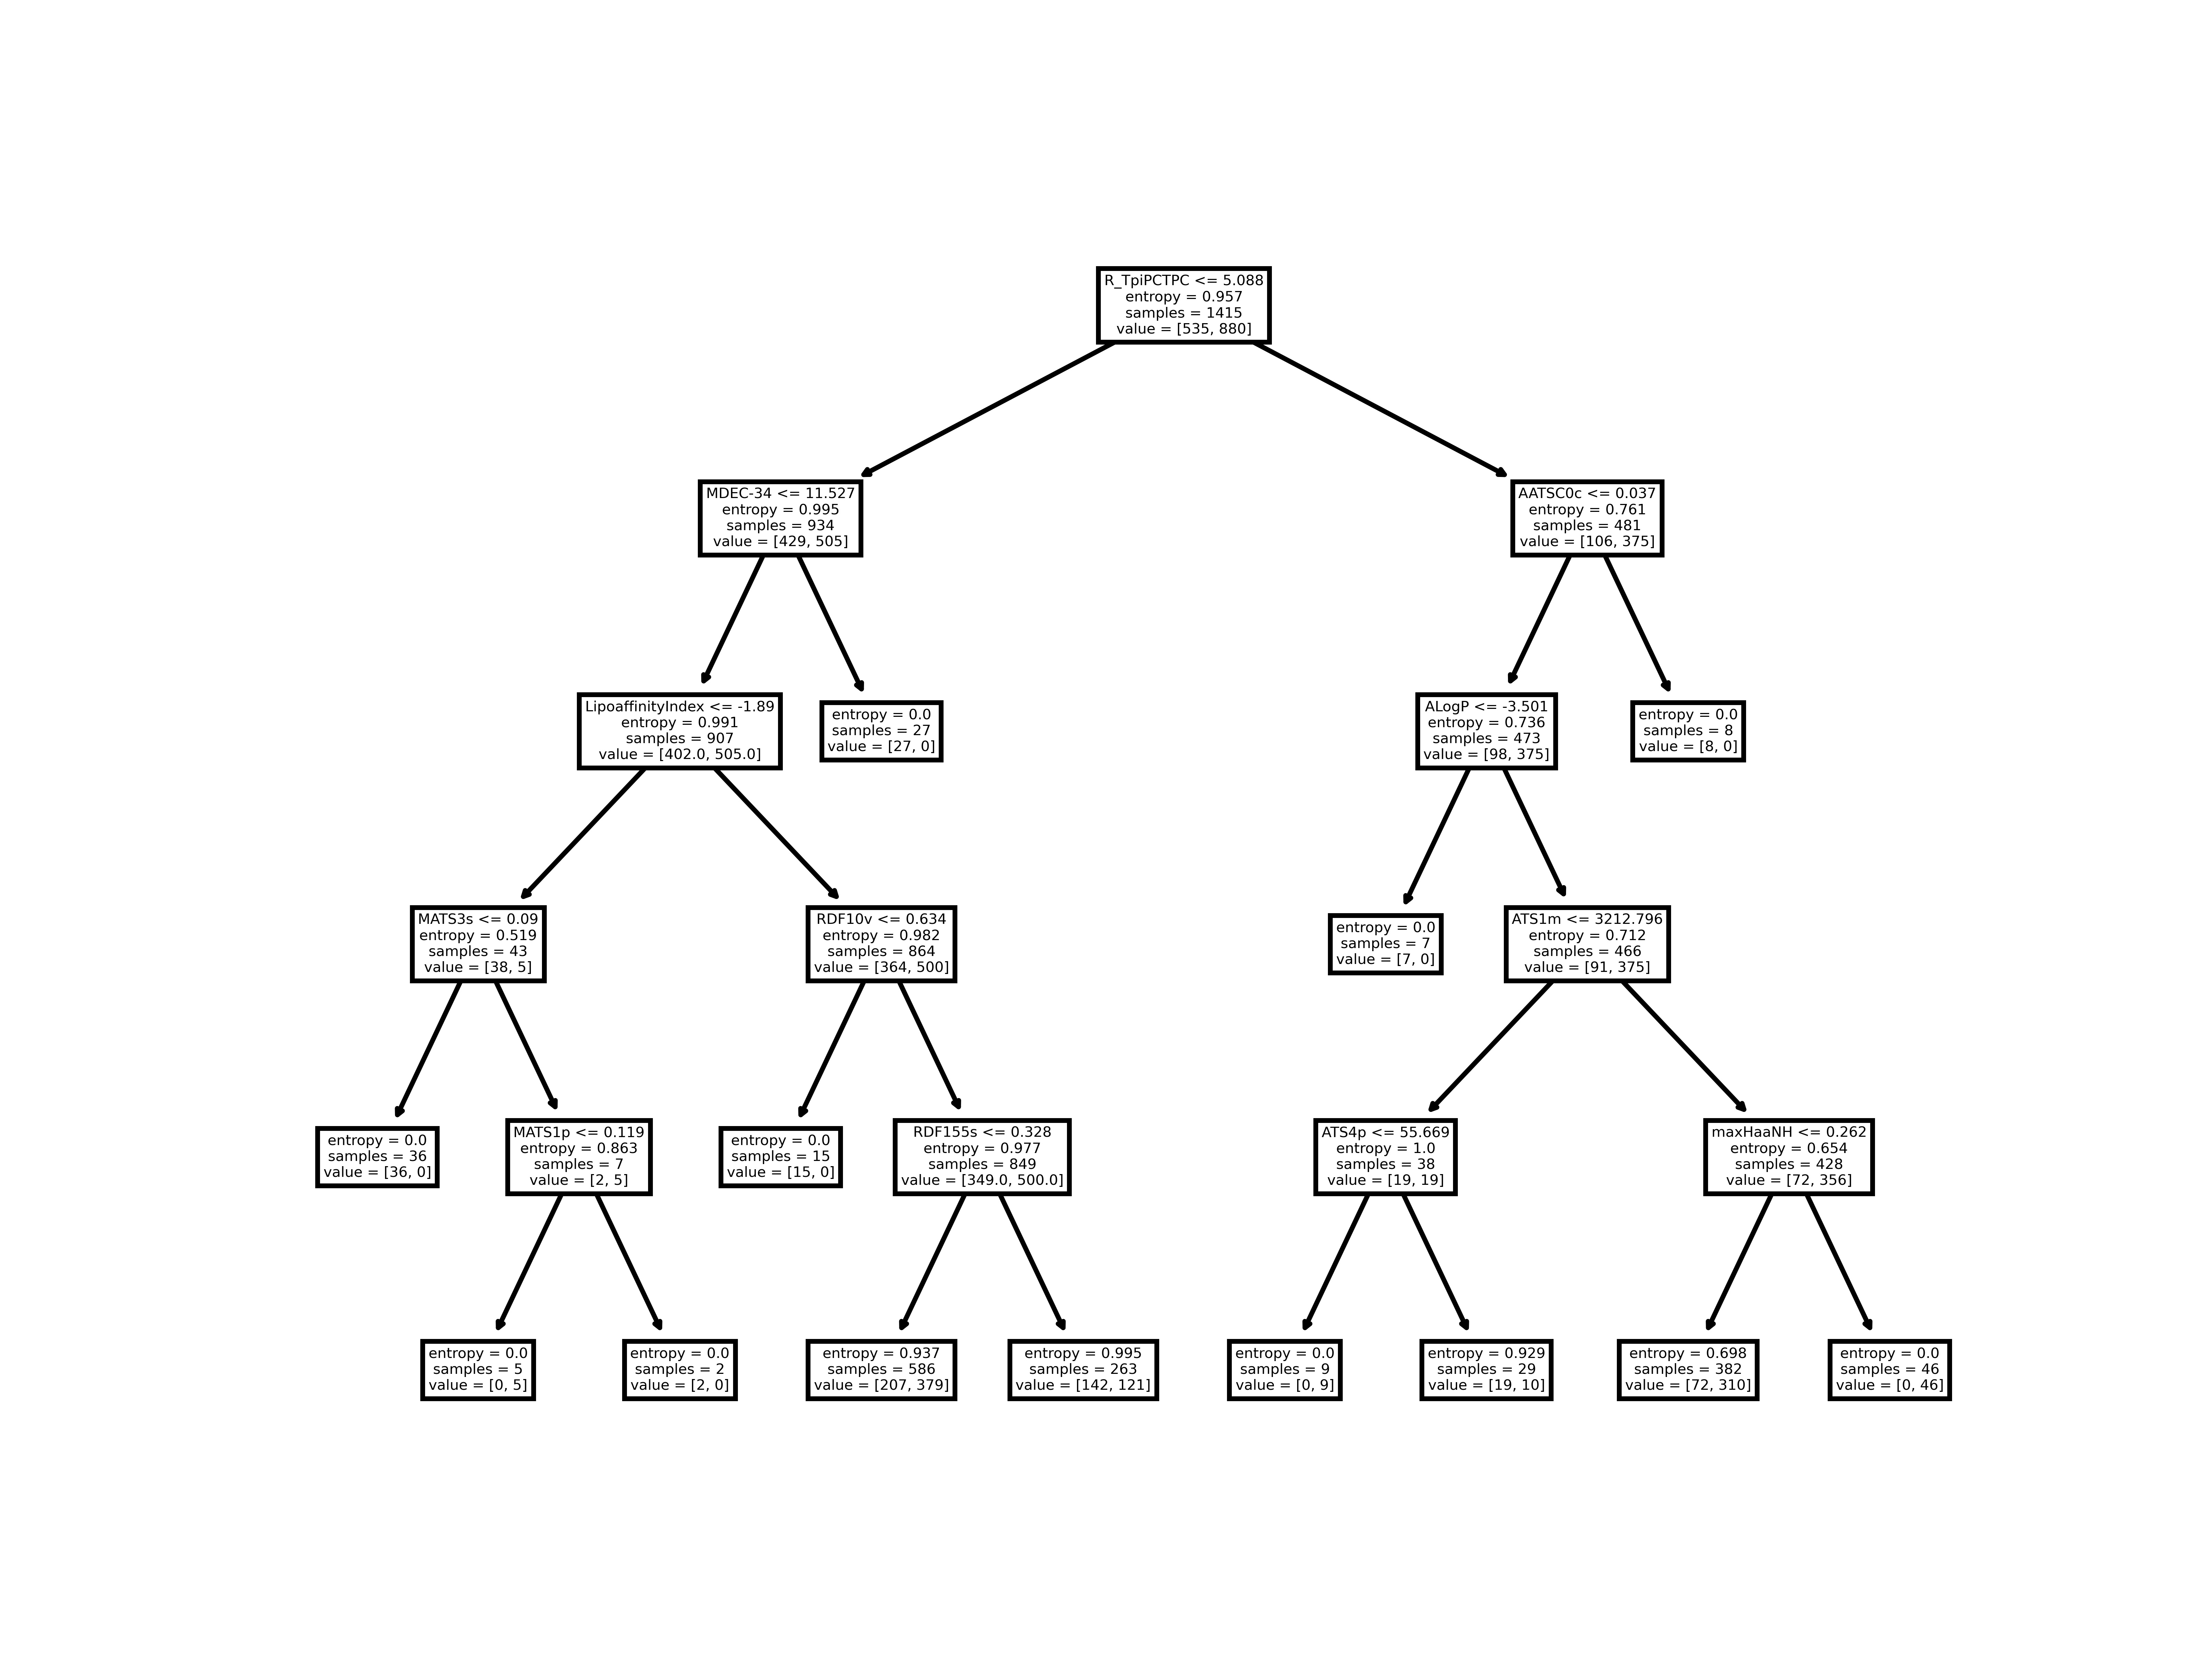 R_TpiPCTPC <= 5.088
entropy = 0.957
samples = 1415
value = [535, 880]
MDEC-34 <= 11.527
entropy = 0.995
samples = 934
value = [429, 505]
AATSC0c <= 0.037
entropy = 0.761
samples = 481
value = [106, 375]
LipoaffinityIndex <= -1.89
entropy = 0.991
samples = 907
value = [402.0, 505.0]
entropy = 0.0
samples = 27
value = [27, 0]
ALogP <= -3.501
entropy = 0.736
samples = 473
value = [98, 375]
entropy = 0.0
samples = 8
value = [8, 0]
MATS3s <= 0.09
entropy = 0.519
samples = 43
value = [38, 5]
RDF10v <= 0.634
entropy = 0.982
samples = 864
value = [364, 500]
entropy = 0.0
samples = 7
value = [7, 0]
ATS1m <= 3212.796
entropy = 0.712
samples = 466
value = [91, 375]
entropy = 0.0
samples = 36
value = [36, 0]
MATS1p <= 0.119
entropy = 0.863
samples = 7
value = [2, 5]
entropy = 0.0
samples = 15
value = [15, 0]
RDF155s <= 0.328
entropy = 0.977
samples = 849
value = [349.0, 500.0]
ATS4p <= 55.669
entropy = 1.0
samples = 38
value = [19, 19]
maxHaaNH <= 0.262
entropy = 0.654
samples = 428
value = [72, 356]
entropy = 0.0
samples = 5
value = [0, 5]
entropy = 0.0
samples = 2
value = [2, 0]
entropy = 0.937
samples = 586
value = [207, 379]
entropy = 0.995
samples = 263
value = [142, 121]
entropy = 0.0
samples = 9
value = [0, 9]
entropy = 0.929
samples = 29
value = [19, 10]
entropy = 0.698
samples = 382
value = [72, 310]
entropy = 0.0
samples = 46
value = [0, 46]